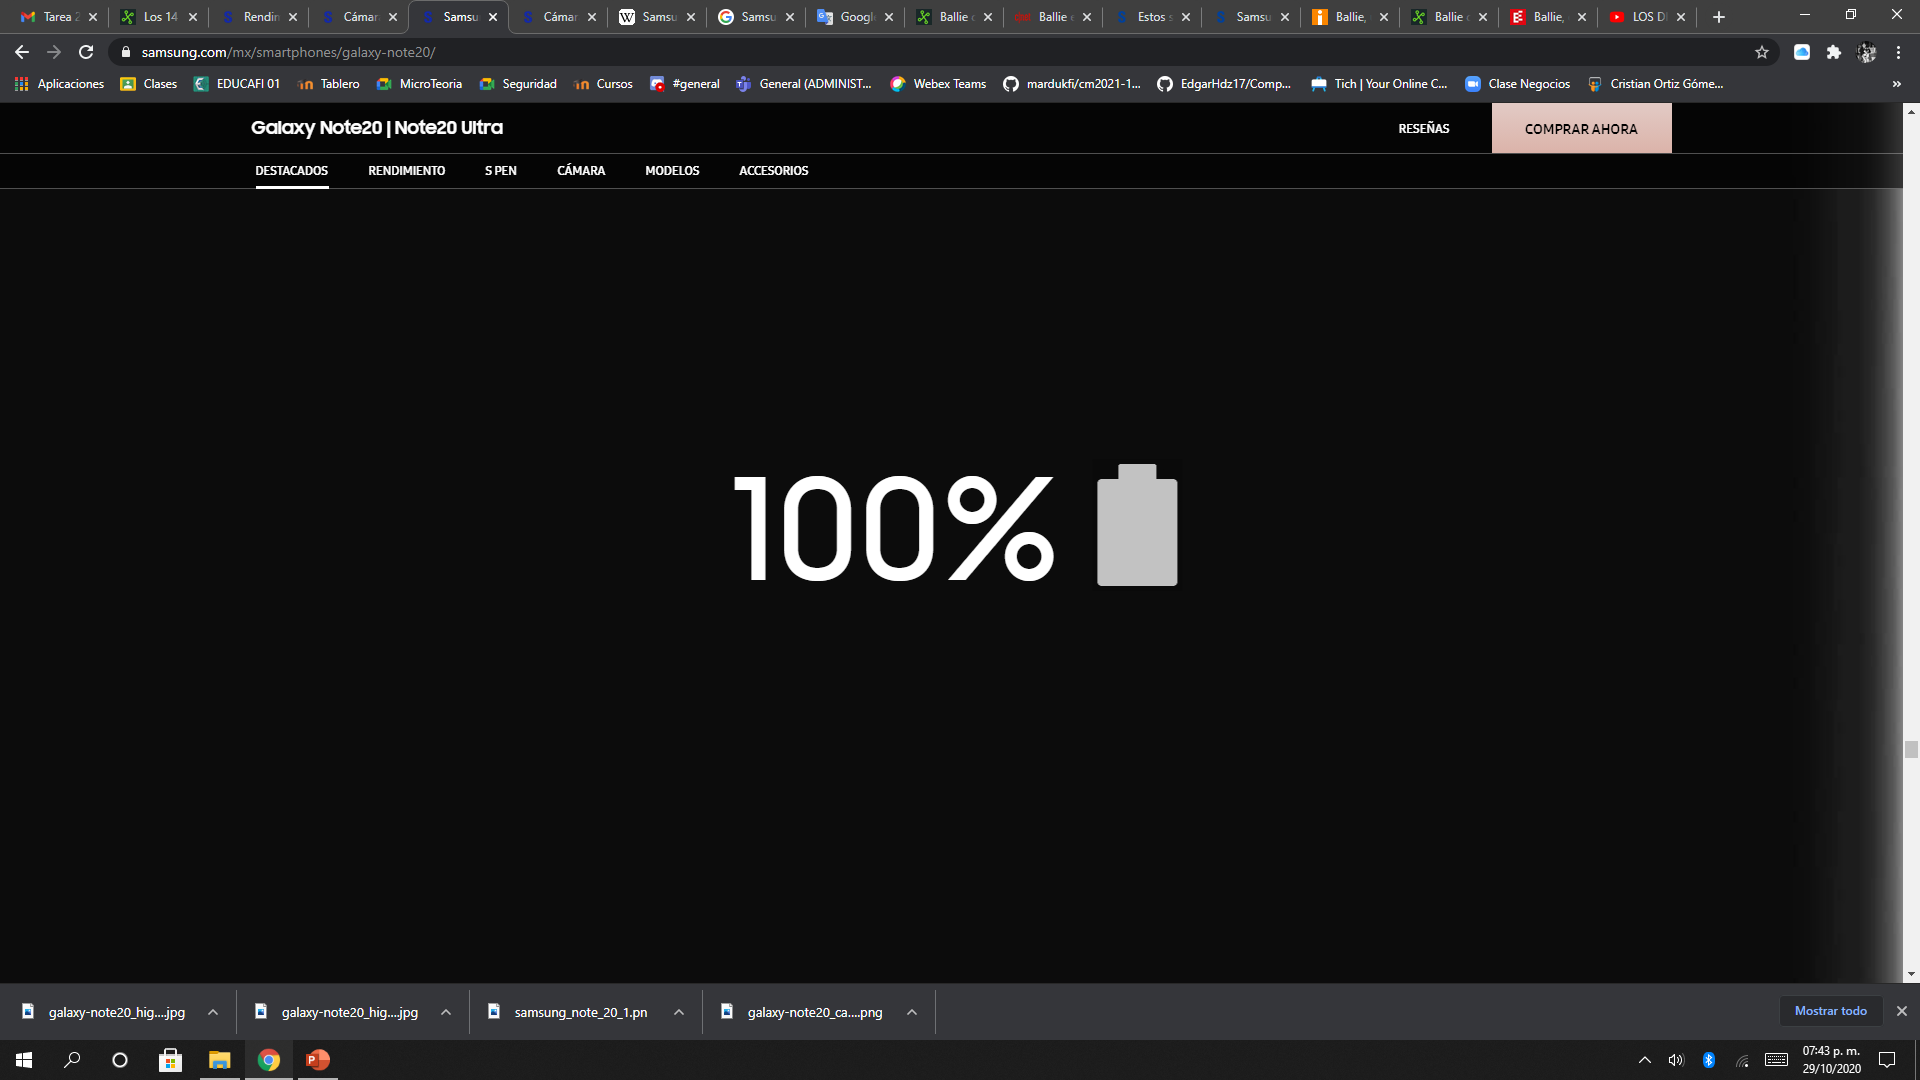 Tarea 2
Los 14
Rendin
Cámar
Samsu
Cámar
Samsu
Samsu
Googl
Ballie c
Ballie e
Estos s
Samsu
Ballie,
Ballie c
Ballie,
LOS DI
samsung.com/mx/smartphones/galaxy-note20/
Aplicaciones
Clases
EDUCAFI 01
Tablero
MicroTeoria
Seguridad
Cursos
#general
General (ADMINIST...
Webex Teams
mardukfi/cm2021-1...
EdgarHdz17/Comp...
Tich | Your Online C...
Clase Negocios
Cristian Ortiz Góme...
»
Galaxy Note20 | Note20 Ultra
RESEÑAS
COMPRAR AHORA
DESTACADOS
RENDIMIENTO
S PEN
CÁMARA
MODELOS
ACCESORIOS
100%
galaxy-note20_hig....jpg
galaxy-note20_hig....jpg
samsung_note_20_1.pn
galaxy-note20_ca....png
Mostrar todo
07:43 p. m.
29/10/2020